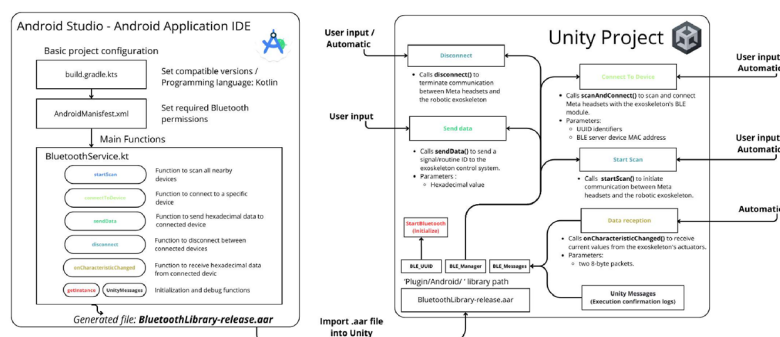 Android Studio - Android Application IDE
Basic project configuration
build.gradle.kts
Set compatible versions /
Programming language: Kotlin
AndroidManisfest.xml
Set required Bluetooth
permissions
Main Functions
BluetoothService.kt
startScan
Function to scan all nearby
devices
connectToDevice
Function to connect to a specific
device
sendData
Function to send hexadecimal data to
connected device
disconnect
Function to disconnect between
connected devices
onCharacteristicChanged
Function to receive hexadecimal data
from connected devic
getInstance
UnityMessages
Initialization and debug functions
Generated file: BluetoothLibrary-release.aar
User input /
Automatic
User input
Import .aar file
into Unity
Unity Project
Disconnect
• Calls disconnect() to
terminate communication
between Meta headsets and
the robotic exoskeleton
Send data
• Calls sendData() to send a
signal/routine ID to the
exoskeleton control system.
• Parameters :
◦ Hexadecimal value
StartBluetooth
(Initialize)
BLE_UUID
BLE_Manager
BLE_Messages
'Plugin/Android/ ' library path
BluetoothLibrary-release.aar
Connect To Device
• Calls scanAndConnect() to scan and connect
Meta headsets with the exoskeleton's BLE
module.
• Parameters:
◦ UUID identifiers
◦ BLE server device MAC address
Start Scan
• Calls startScan() to initiate
communication between Meta
headsets and the robotic exoskeleton.
Data reception
• Calls onCharacteristicChanged() to receive
current values from the exoskeleton's actuators.
• Parameters:
◦ two 8-byte packets.
Unity Messages
(Execution confirmation logs)
User input
Automatic
User input
Automatic
Automatic